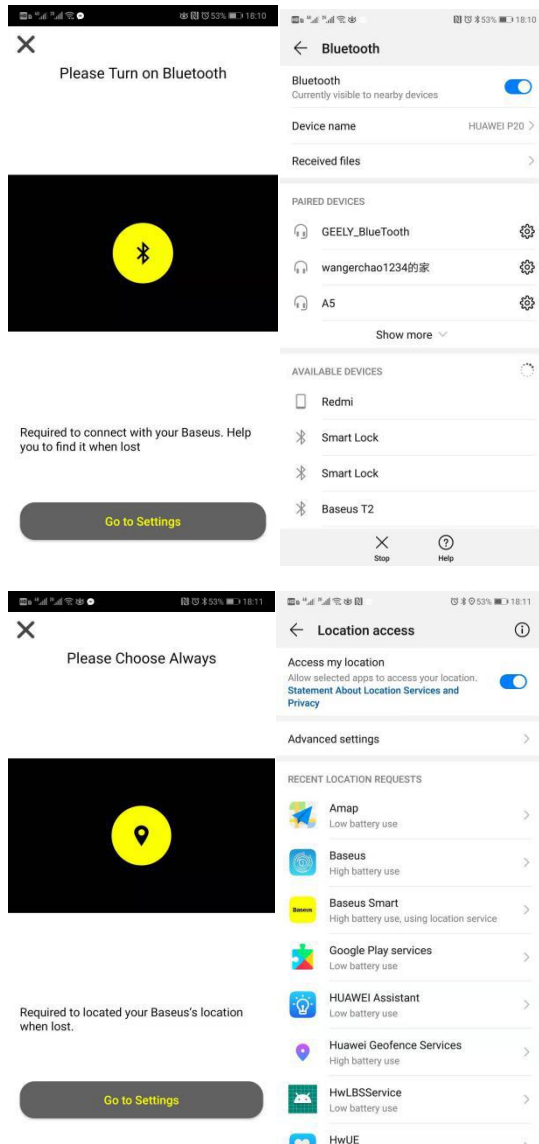 53% 18:10
Please Turn on Bluetooth
Required to connect with your Baseus. Help
you to find it when lost
Go to Settings
53% 18:10
Bluetooth
Bluetooth
Currently visible to nearby devices
Device name HUAWEI P20
Received files
PAIRED DEVICES
GEELY_BlueTooth
wangerchao1234的家
A5
Show more
AVAILABLE DEVICES
Redmi
Smart Lock
Smart Lock
Baseus T2
Stop Help
53% 18:11
Please Choose Always
Required to located your Baseus's location
when lost.
Go to Settings
53% 18:11
Location access
Access my location
Allow selected apps to access your location.
Statement About Location Services and
Privacy
Advanced settings
RECENT LOCATION REQUESTS
Amap
Low battery use
Baseus
High battery use
Baseus
Baseus Smart
High battery use, using location service
Google Play services
Low battery use
HUAWEI Assistant
Low battery use
Huawei Geofence Services
High battery use
HwLBSService
Low battery use
HwUE